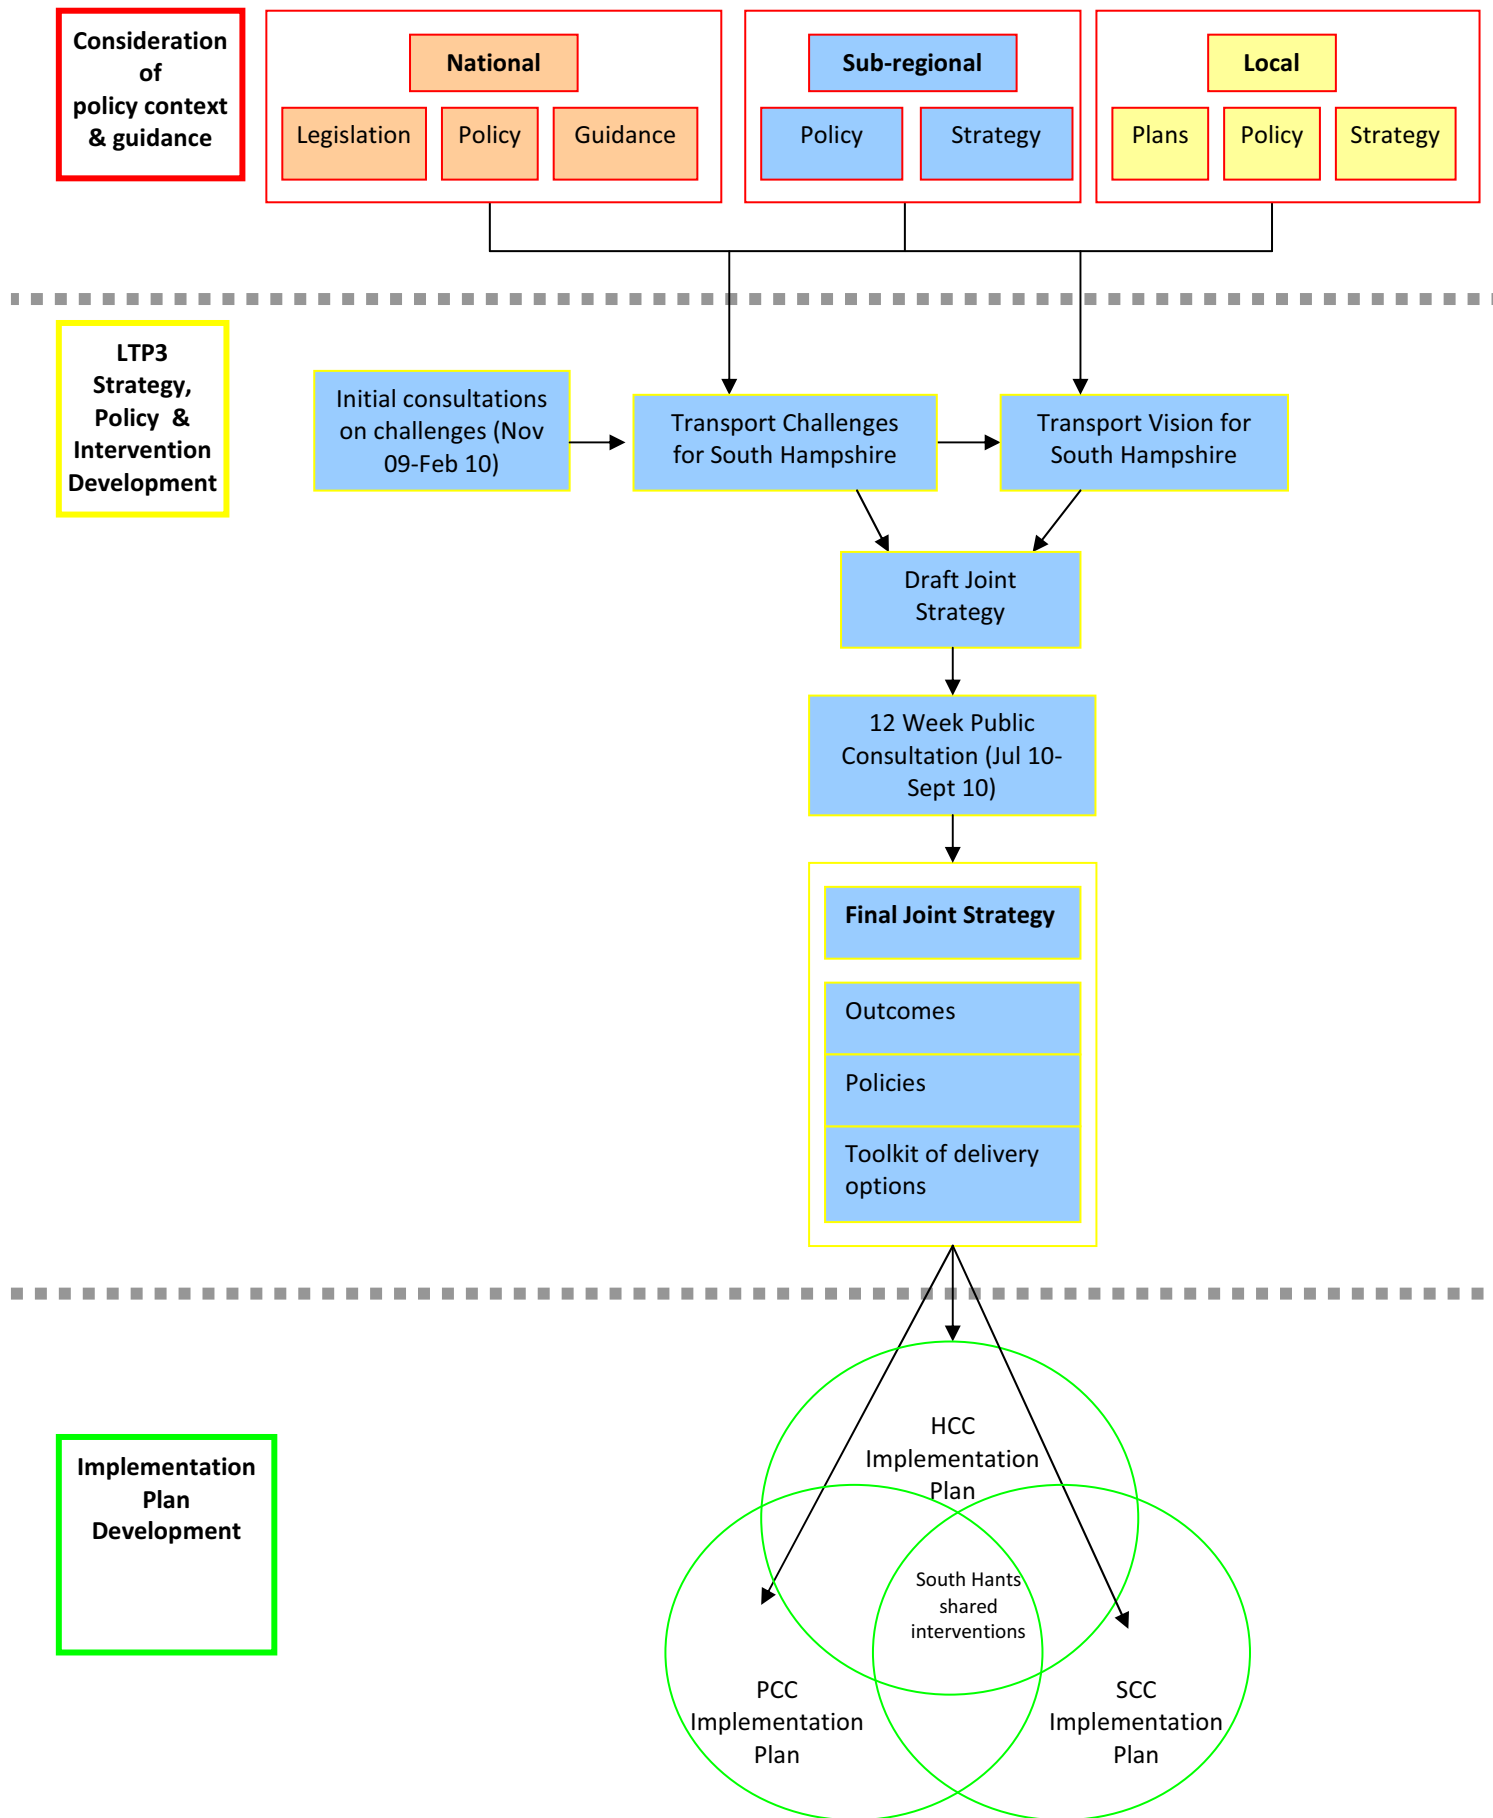 Consideration
of
policy context
& guidance
National
Legislation
Policy
Guidance
Sub-regional
Policy
Strategy
Local
Plans
Policy
Strategy
LTP3
Strategy,
Policy &
Intervention
Development
Initial consultations
on challenges (Nov
09-Feb 10)
Transport Challenges
for South Hampshire
Transport Vision for
South Hampshire
Draft Joint
Strategy
12 Week Public
Consultation (Jul 10-
Sept 10)
Final Joint Strategy
Outcomes
Policies
Toolkit of delivery
options
Implementation
Plan
Development
HCC
Implementation
Plan
South Hants
shared
interventions
PCC
Implementation
Plan
SCC
Implementation
Plan